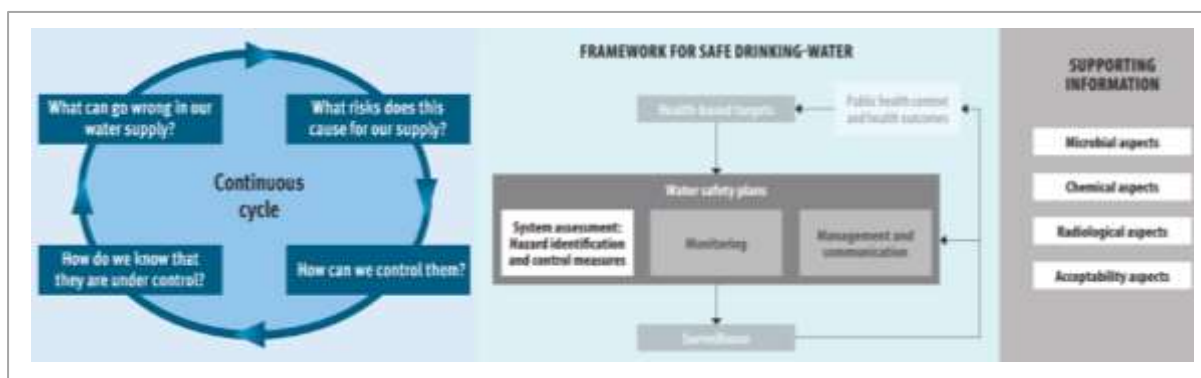 What can go wrong in our
water supply?
What risks does this
cause for our supply?
Continuous
cycle
How do we know that
they are under control?
How can we control them?
FRAMEWORK FOR SAFE DRINKING-WATER
Health-based targets
Public health context
and health outcomes
Water safety plans
System assessment:
Hazard identification
and control measures
Monitoring
Management and
communication
Surveillance
SUPPORTING
INFORMATION
Microbial aspects
Chemical aspects
Radiological aspects
Acceptability aspects